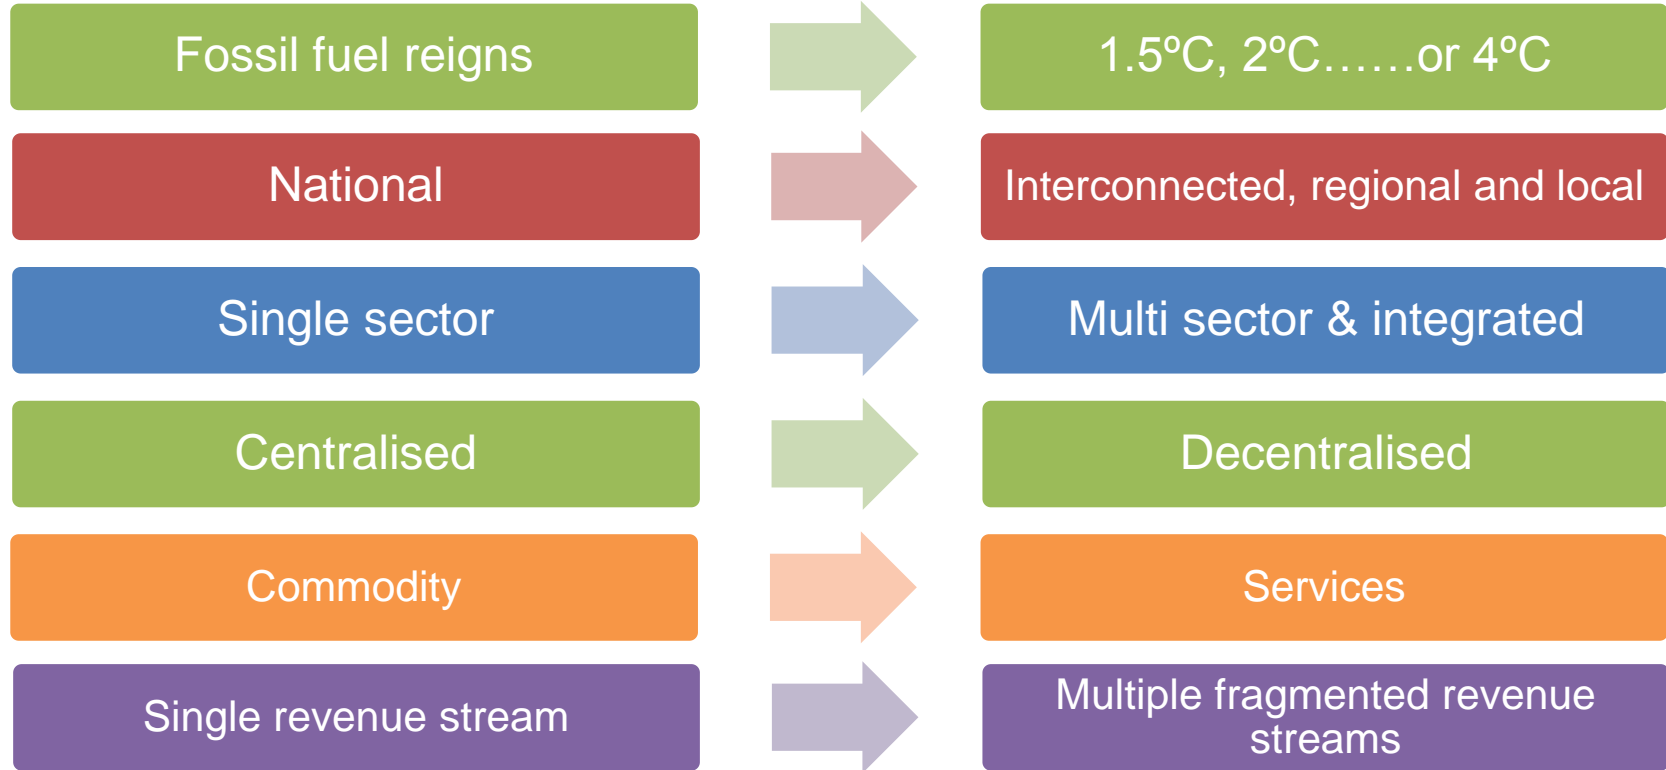 Fossil fuel reigns
1.5ºC, 2ºC……or 4ºC
National
Interconnected, regional and local
Single sector
Multi sector & integrated
Centralised
Decentralised
Commodity
Services
Single revenue stream
Multiple fragmented revenue
streams